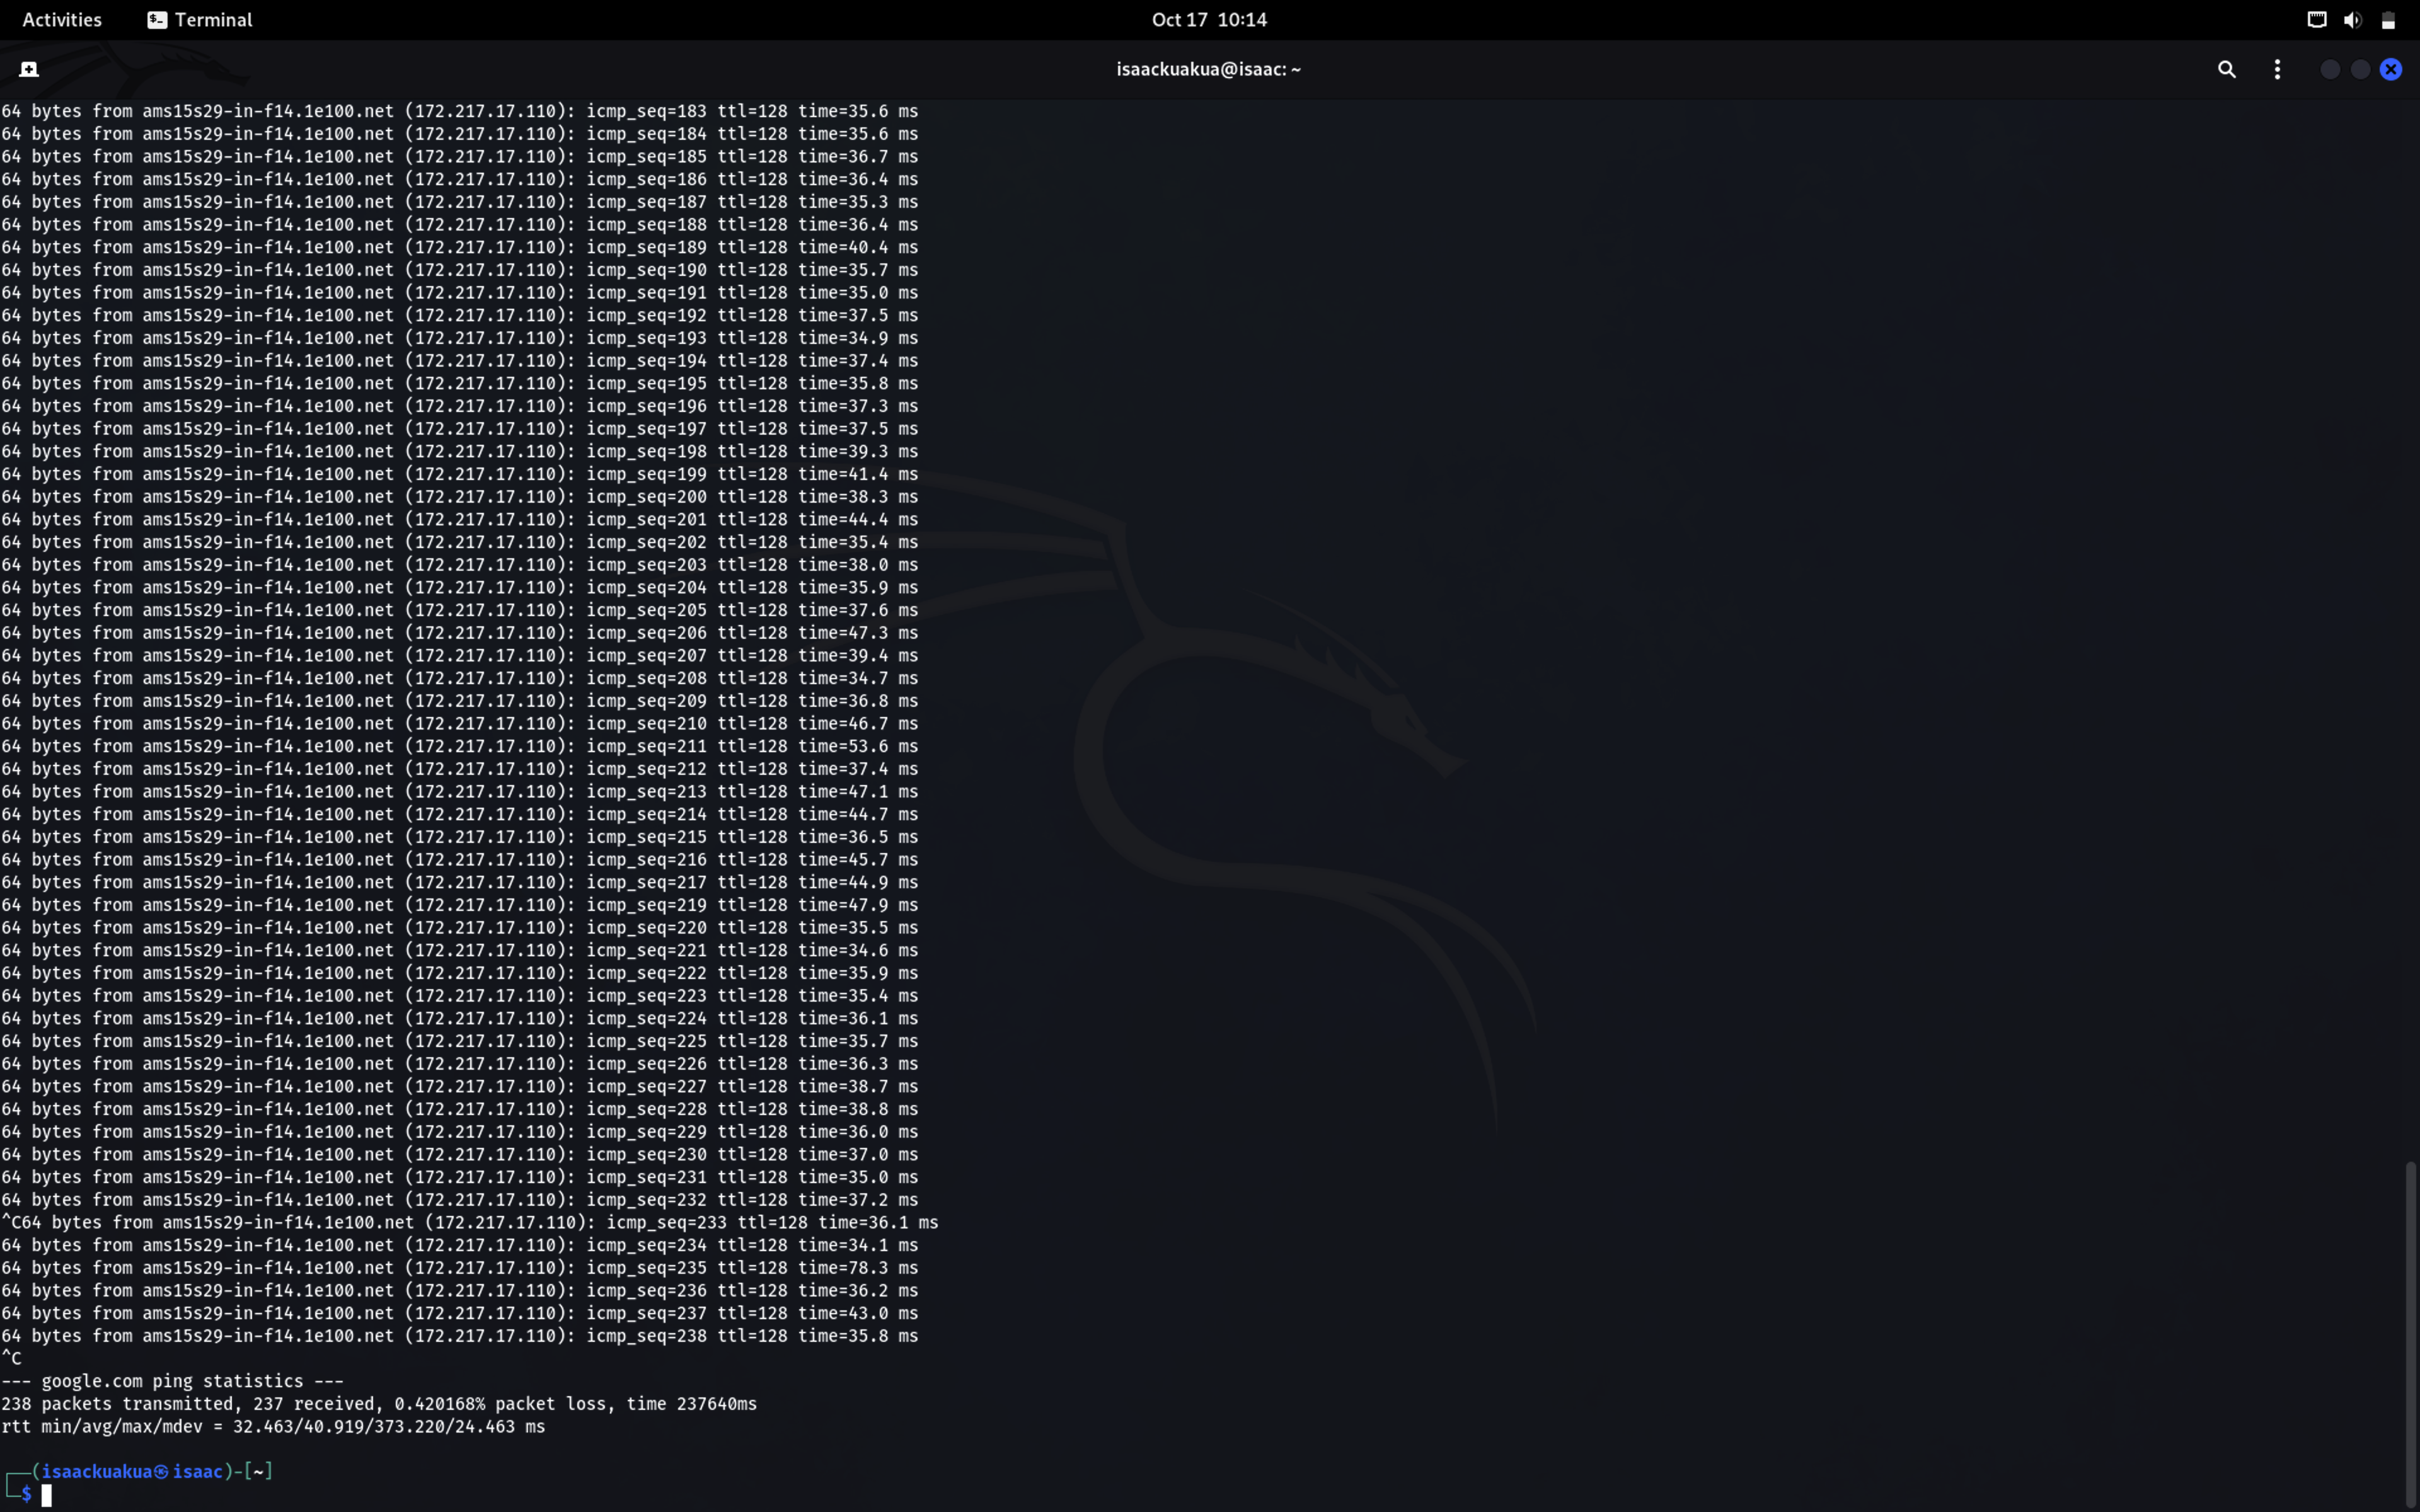 Activities Terminal Oct 17 10:14
isaackuakua@isaac: ~
64 bytes from ams15s29-in-f14.1e100.net (172.217.17.110): icmp_seq=183 ttl=128 time=35.6 ms
64 bytes from ams15s29-in-f14.1e100.net (172.217.17.110): icmp_seq=184 ttl=128 time=35.6 ms
64 bytes from ams15s29-in-f14.1e100.net (172.217.17.110): icmp_seq=185 ttl=128 time=36.7 ms
64 bytes from ams15s29-in-f14.1e100.net (172.217.17.110): icmp_seq=186 ttl=128 time=36.4 ms
64 bytes from ams15s29-in-f14.1e100.net (172.217.17.110): icmp_seq=187 ttl=128 time=35.3 ms
64 bytes from ams15s29-in-f14.1e100.net (172.217.17.110): icmp_seq=188 ttl=128 time=36.4 ms
64 bytes from ams15s29-in-f14.1e100.net (172.217.17.110): icmp_seq=189 ttl=128 time=40.4 ms
64 bytes from ams15s29-in-f14.1e100.net (172.217.17.110): icmp_seq=190 ttl=128 time=35.7 ms
64 bytes from ams15s29-in-f14.1e100.net (172.217.17.110): icmp_seq=191 ttl=128 time=35.0 ms
64 bytes from ams15s29-in-f14.1e100.net (172.217.17.110): icmp_seq=192 ttl=128 time=37.5 ms
64 bytes from ams15s29-in-f14.1e100.net (172.217.17.110): icmp_seq=193 ttl=128 time=34.9 ms
64 bytes from ams15s29-in-f14.1e100.net (172.217.17.110): icmp_seq=194 ttl=128 time=37.4 ms
64 bytes from ams15s29-in-f14.1e100.net (172.217.17.110): icmp_seq=195 ttl=128 time=35.8 ms
64 bytes from ams15s29-in-f14.1e100.net (172.217.17.110): icmp_seq=196 ttl=128 time=37.3 ms
64 bytes from ams15s29-in-f14.1e100.net (172.217.17.110): icmp_seq=197 ttl=128 time=37.5 ms
64 bytes from ams15s29-in-f14.1e100.net (172.217.17.110): icmp_seq=198 ttl=128 time=39.3 ms
64 bytes from ams15s29-in-f14.1e100.net (172.217.17.110): icmp_seq=199 ttl=128 time=41.4 ms
64 bytes from ams15s29-in-f14.1e100.net (172.217.17.110): icmp_seq=200 ttl=128 time=38.3 ms
64 bytes from ams15s29-in-f14.1e100.net (172.217.17.110): icmp_seq=201 ttl=128 time=44.4 ms
64 bytes from ams15s29-in-f14.1e100.net (172.217.17.110): icmp_seq=202 ttl=128 time=35.4 ms
64 bytes from ams15s29-in-f14.1e100.net (172.217.17.110): icmp_seq=203 ttl=128 time=38.0 ms
64 bytes from ams15s29-in-f14.1e100.net (172.217.17.110): icmp_seq=204 ttl=128 time=35.9 ms
64 bytes from ams15s29-in-f14.1e100.net (172.217.17.110): icmp_seq=205 ttl=128 time=37.6 ms
64 bytes from ams15s29-in-f14.1e100.net (172.217.17.110): icmp_seq=206 ttl=128 time=47.3 ms
64 bytes from ams15s29-in-f14.1e100.net (172.217.17.110): icmp_seq=207 ttl=128 time=39.4 ms
64 bytes from ams15s29-in-f14.1e100.net (172.217.17.110): icmp_seq=208 ttl=128 time=34.7 ms
64 bytes from ams15s29-in-f14.1e100.net (172.217.17.110): icmp_seq=209 ttl=128 time=36.8 ms
64 bytes from ams15s29-in-f14.1e100.net (172.217.17.110): icmp_seq=210 ttl=128 time=46.7 ms
64 bytes from ams15s29-in-f14.1e100.net (172.217.17.110): icmp_seq=211 ttl=128 time=53.6 ms
64 bytes from ams15s29-in-f14.1e100.net (172.217.17.110): icmp_seq=212 ttl=128 time=37.4 ms
64 bytes from ams15s29-in-f14.1e100.net (172.217.17.110): icmp_seq=213 ttl=128 time=47.1 ms
64 bytes from ams15s29-in-f14.1e100.net (172.217.17.110): icmp_seq=214 ttl=128 time=44.7 ms
64 bytes from ams15s29-in-f14.1e100.net (172.217.17.110): icmp_seq=215 ttl=128 time=36.5 ms
64 bytes from ams15s29-in-f14.1e100.net (172.217.17.110): icmp_seq=216 ttl=128 time=45.7 ms
64 bytes from ams15s29-in-f14.1e100.net (172.217.17.110): icmp_seq=217 ttl=128 time=44.9 ms
64 bytes from ams15s29-in-f14.1e100.net (172.217.17.110): icmp_seq=219 ttl=128 time=47.9 ms
64 bytes from ams15s29-in-f14.1e100.net (172.217.17.110): icmp_seq=220 ttl=128 time=35.5 ms
64 bytes from ams15s29-in-f14.1e100.net (172.217.17.110): icmp_seq=221 ttl=128 time=34.6 ms
64 bytes from ams15s29-in-f14.1e100.net (172.217.17.110): icmp_seq=222 ttl=128 time=35.9 ms
64 bytes from ams15s29-in-f14.1e100.net (172.217.17.110): icmp_seq=223 ttl=128 time=35.4 ms
64 bytes from ams15s29-in-f14.1e100.net (172.217.17.110): icmp_seq=224 ttl=128 time=36.1 ms
64 bytes from ams15s29-in-f14.1e100.net (172.217.17.110): icmp_seq=225 ttl=128 time=35.7 ms
64 bytes from ams15s29-in-f14.1e100.net (172.217.17.110): icmp_seq=226 ttl=128 time=36.3 ms
64 bytes from ams15s29-in-f14.1e100.net (172.217.17.110): icmp_seq=227 ttl=128 time=38.7 ms
64 bytes from ams15s29-in-f14.1e100.net (172.217.17.110): icmp_seq=228 ttl=128 time=38.8 ms
64 bytes from ams15s29-in-f14.1e100.net (172.217.17.110): icmp_seq=229 ttl=128 time=36.0 ms
64 bytes from ams15s29-in-f14.1e100.net (172.217.17.110): icmp_seq=230 ttl=128 time=37.0 ms
64 bytes from ams15s29-in-f14.1e100.net (172.217.17.110): icmp_seq=231 ttl=128 time=35.0 ms
64 bytes from ams15s29-in-f14.1e100.net (172.217.17.110): icmp_seq=232 ttl=128 time=37.2 ms
^C64 bytes from ams15s29-in-f14.1e100.net (172.217.17.110): icmp_seq=233 ttl=128 time=36.1 ms
64 bytes from ams15s29-in-f14.1e100.net (172.217.17.110): icmp_seq=234 ttl=128 time=34.1 ms
64 bytes from ams15s29-in-f14.1e100.net (172.217.17.110): icmp_seq=235 ttl=128 time=78.3 ms
64 bytes from ams15s29-in-f14.1e100.net (172.217.17.110): icmp_seq=236 ttl=128 time=36.2 ms
64 bytes from ams15s29-in-f14.1e100.net (172.217.17.110): icmp_seq=237 ttl=128 time=43.0 ms
64 bytes from ams15s29-in-f14.1e100.net (172.217.17.110): icmp_seq=238 ttl=128 time=35.8 ms
^C
--- google.com ping statistics ---
238 packets transmitted, 237 received, 0.420168% packet loss, time 237640ms
rtt min/avg/max/mdev = 32.463/40.919/373.220/24.463 ms
┌──(isaackuakua㉿isaac)-[~]
└─$